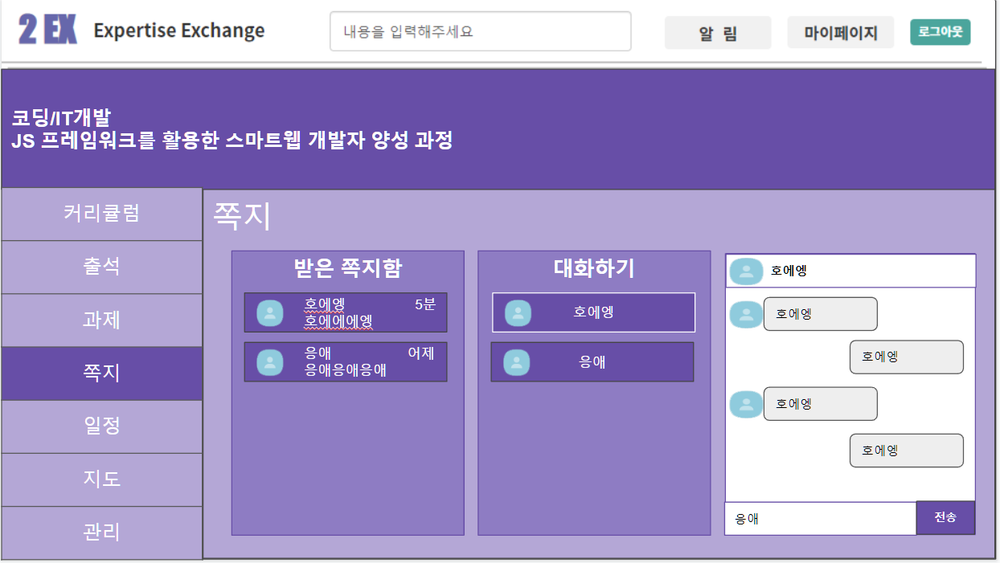 2 EX Expertise Exchange
내용을 입력해주세요
알 림
마이페이지
로그아웃
코딩/IT개발
JS 프레임워크를 활용한 스마트웹 개발자 양성 과정
커리큘럼
출석
과제
쪽지
일정
지도
관리
쪽지
받은 쪽지함
호에엥 5분
호에에에엥
응애 어제
응애응애응애
대화하기
호에엥
응애
호에엥
호에엥
호에엥
호에엥
호에엥
응애
전송